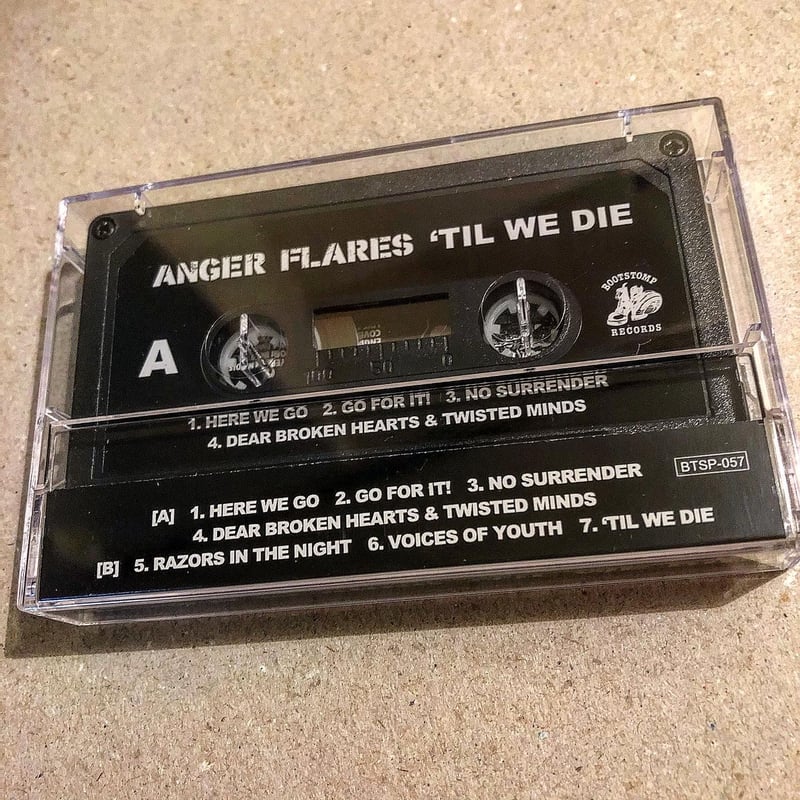 ANGER FLARES ‘TIL WE DIE
BOOTSTOMP
RECORDS
A
100 50 0
1. HERE WE GO 2. GO FOR IT! 3. NO SURRENDER
4. DEAR BROKEN HEARTS & TWISTED MINDS
BTSP-057
[A] 1. HERE WE GO 2. GO FOR IT! 3. NO SURRENDER
4. DEAR BROKEN HEARTS & TWISTED MINDS
[B] 5. RAZORS IN THE NIGHT 6. VOICES OF YOUTH 7. ‘TIL WE DIE